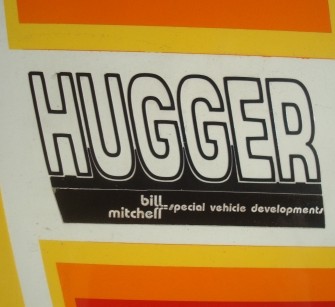 HUGGER
bill
mitchell special vehicle developments